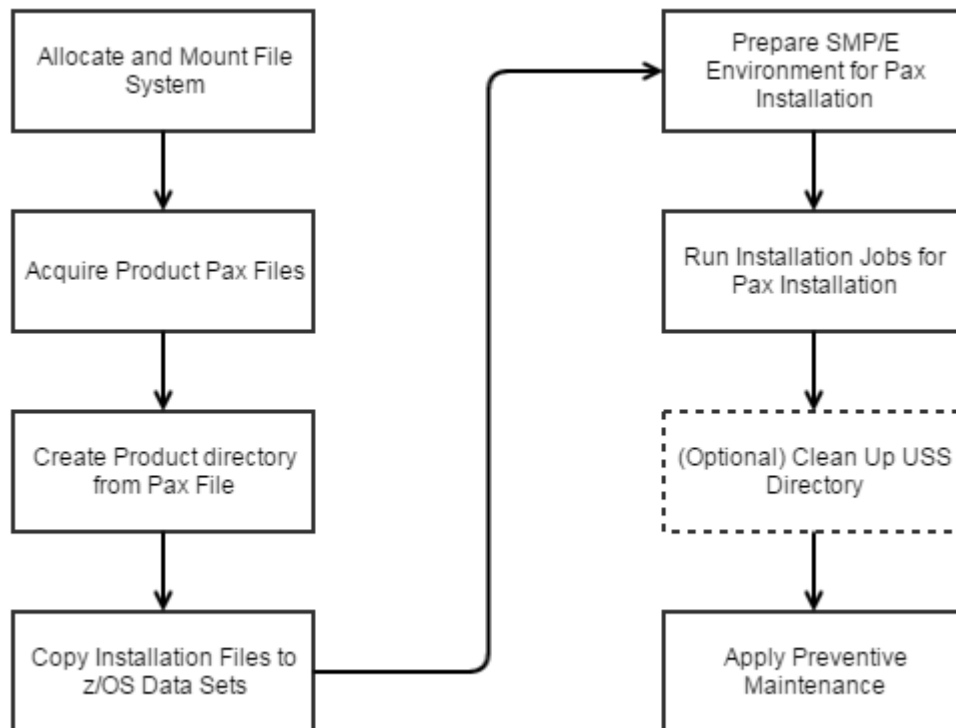 Allocate and Mount File
System
Acquire Product Pax Files
Create Product directory
from Pax File
Copy Installation Files to
z/OS Data Sets
Prepare SMP/E
Environment for Pax
Installation
Run Installation Jobs for
Pax Installation
(Optional) Clean Up USS
Directory
Apply Preventive
Maintenance